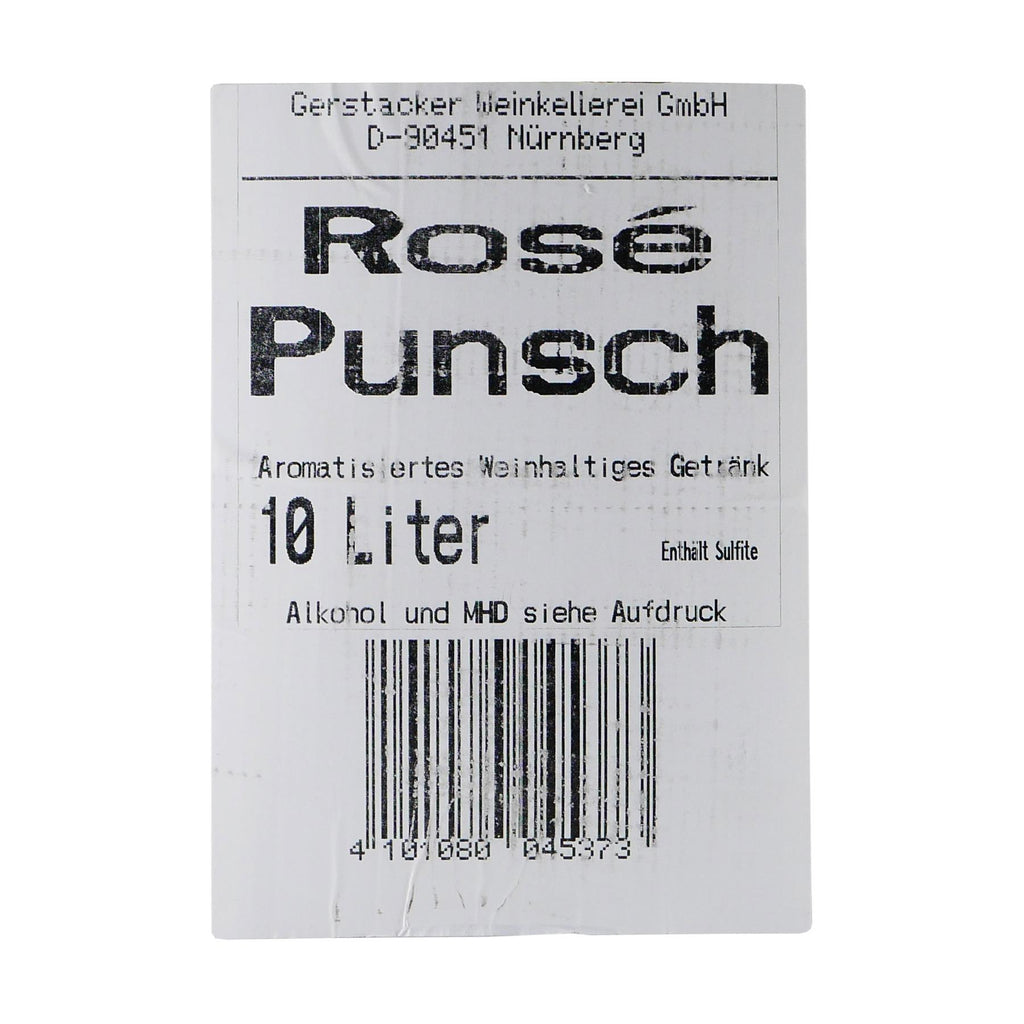 Gerstacker Weinkellerei GmbH
D-90451 Nürnberg
Rosé
Punsch
Aromatisiertes Weinhaltiges Getränk
10 Liter
Enthält Sulfite
Alkohol und MHD siehe Aufdruck
4 101080 045373